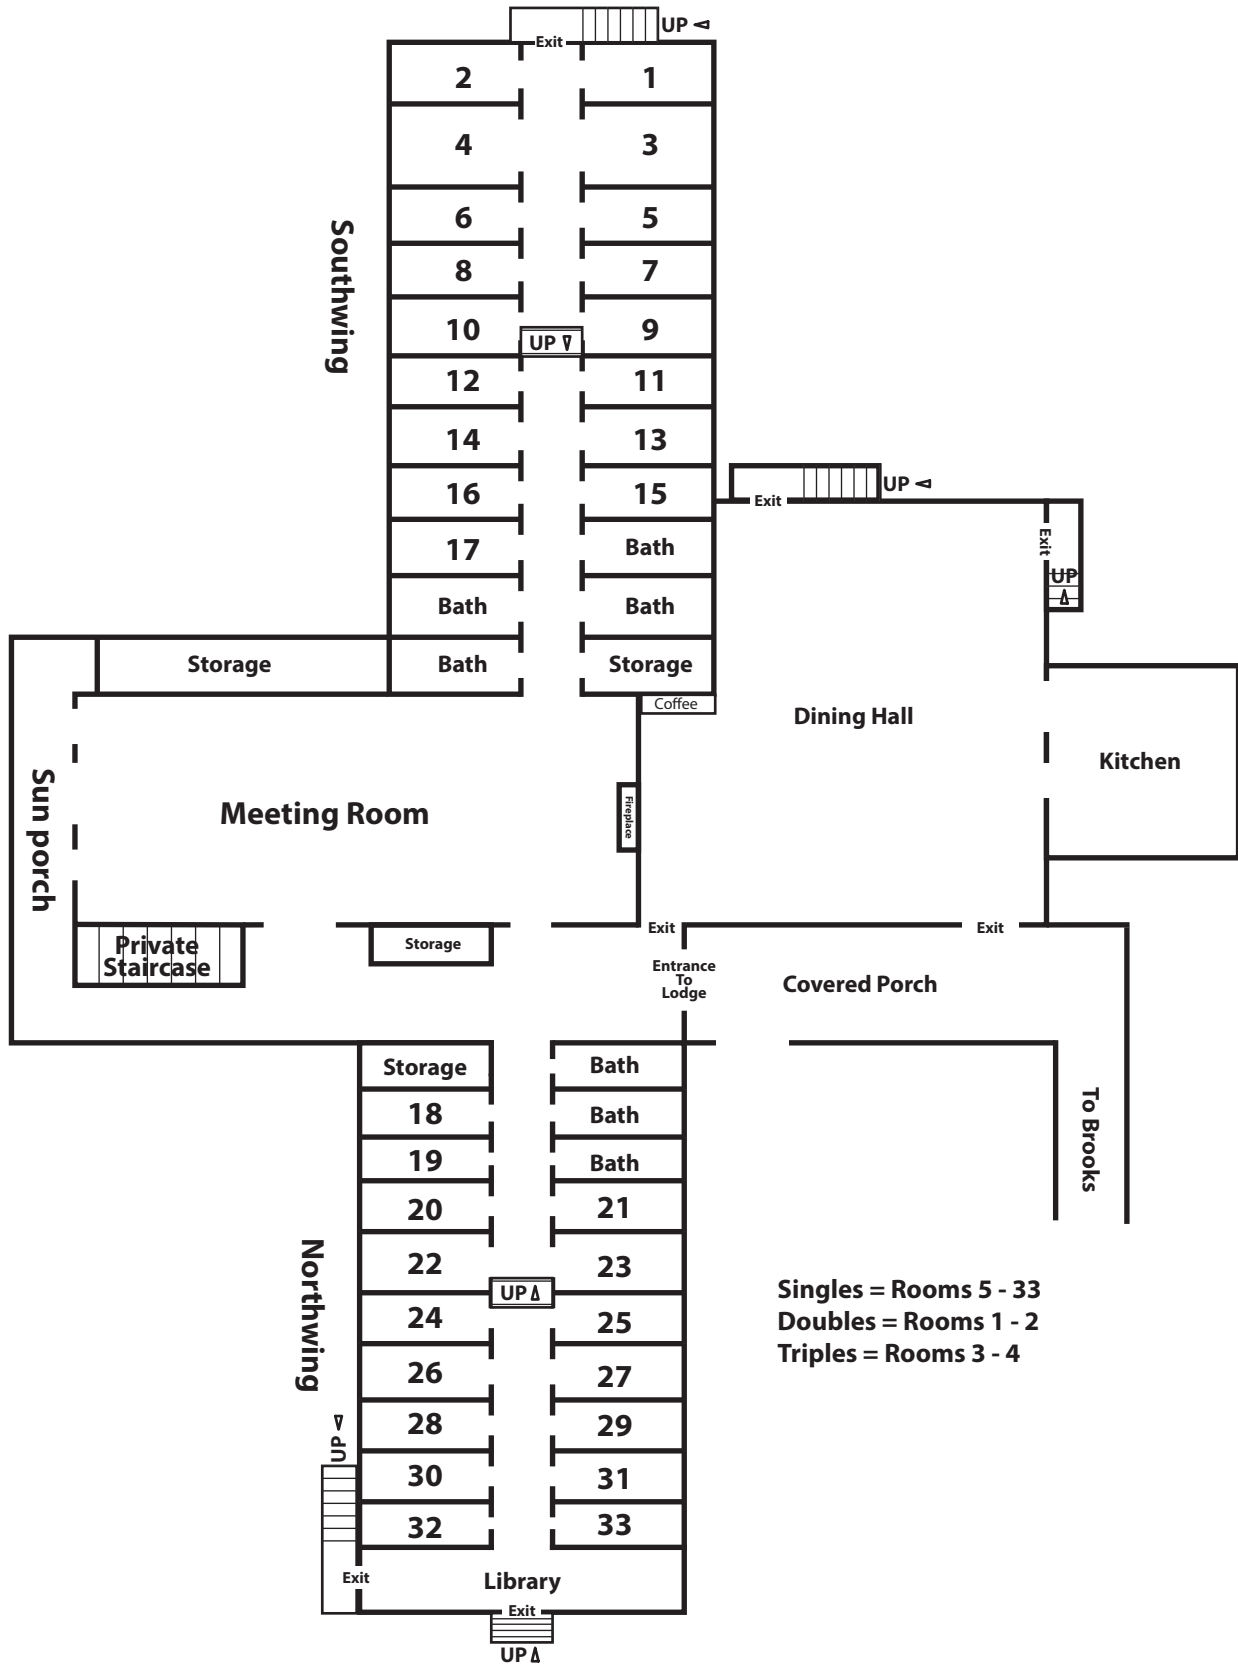 UP
Exit
2
1
4
3
Southwing
6
5
8
7
10
9
UP
12
11
14
13
16
15
UP
Exit
17
Bath
Exit
UP
Bath
Bath
Storage
Bath
Storage
Coffee
Dining Hall
Kitchen
Sun porch
Meeting Room
Fireplace
Exit
Exit
Private
Staircase
Storage
Entrance
To
Lodge
Covered Porch
Storage
Bath
18
Bath
To Brooks
19
Bath
20
21
Northwing
22
23
UP
24
25
Singles = Rooms 5 - 33
Doubles = Rooms 1 - 2
Triples = Rooms 3 - 4
26
27
28
29
UP
30
31
32
33
Exit
Library
Exit
UP